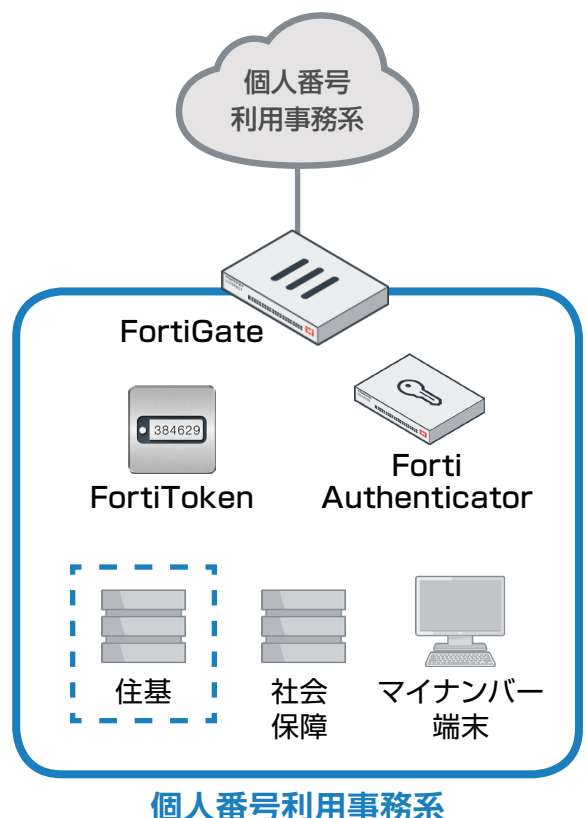 個人番号
利用事務系
FortiGate
384629
FortiToken
Forti
Authenticator
住基
社会
保障
マイナンバー
端末
個人番号利用事務系